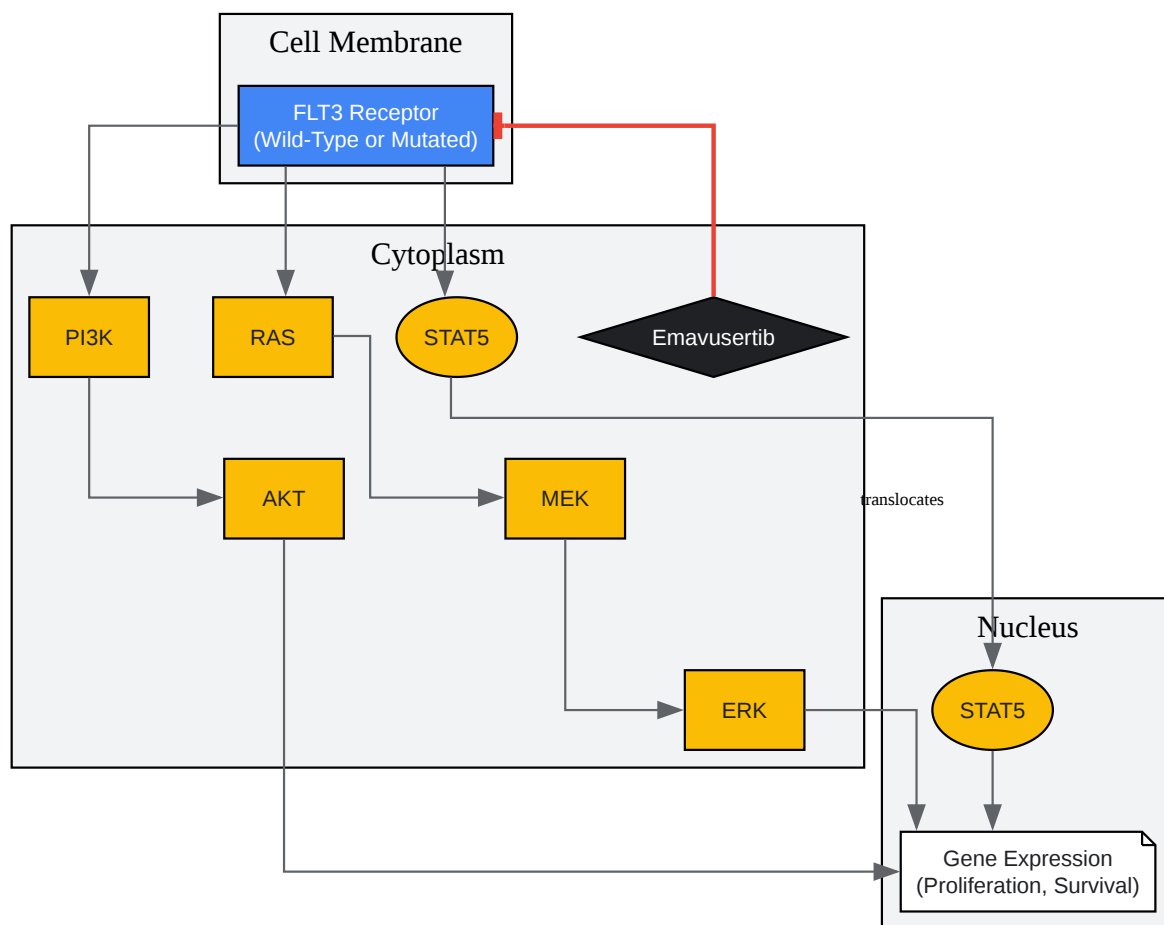 Cell Membrane
FLT3 Receptor
(Wild-Type or Mutated)
Cytoplasm
PI3K
RAS
STAT5
Emavusertib
AKT
MEK
translocates
Nucleus
ERK
STAT5
Gene Expression
(Proliferation, Survival)